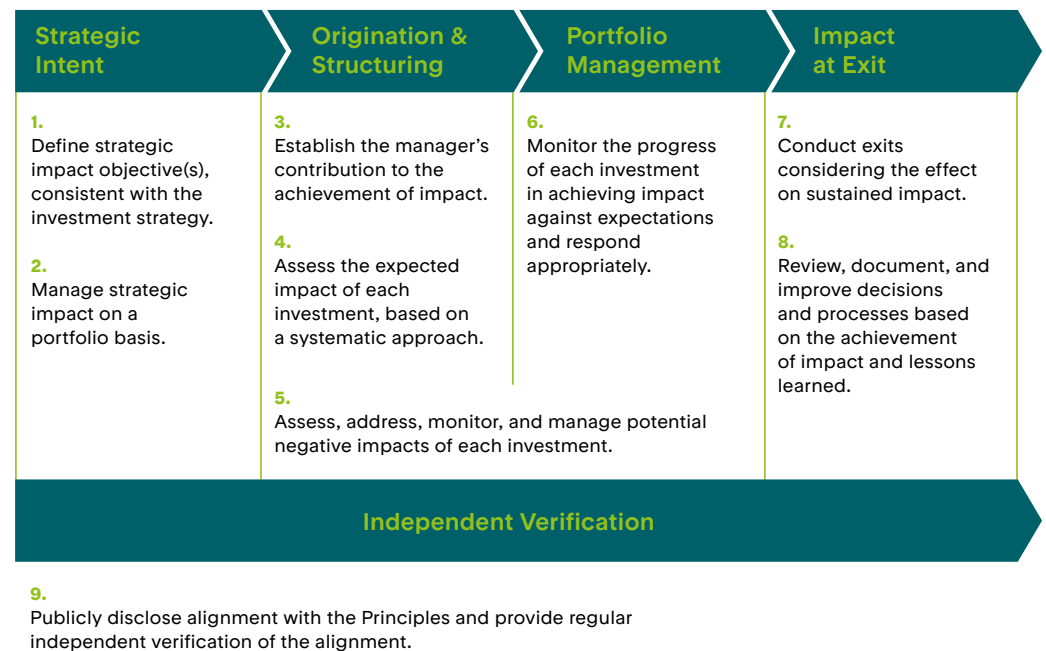 Strategic
Intent
Origination &
Structuring
Portfolio
Management
Impact
at Exit
1.
Define strategic
impact objective(s),
consistent with the
investment strategy.
2.
Manage strategic
impact on a
portfolio basis.
3.
Establish the manager's
contribution to the
achievement of impact.
4.
Assess the expected
impact of each
investment, based on
a systematic approach.
5.
Assess, address, monitor, and manage potential
negative impacts of each investment.
6.
Monitor the progress
of each investment
in achieving impact
against expectations
and respond
appropriately.
7.
Conduct exits
considering the effect
on sustained impact.
8.
Review, document, and
improve decisions
and processes based
on the achievement
of impact and lessons
learned.
Independent Verification
9.
Publicly disclose alignment with the Principles and provide regular
independent verification of the alignment.